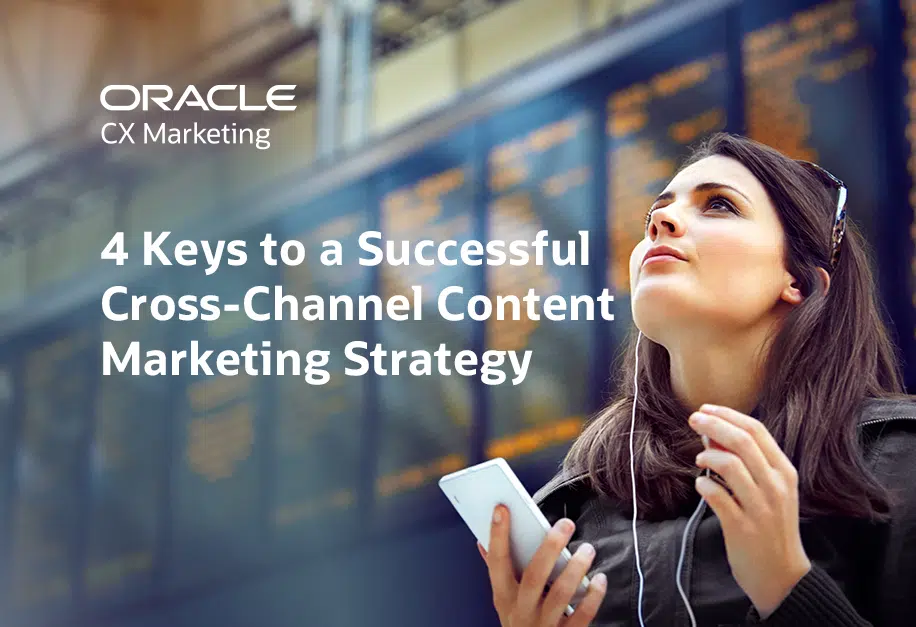 ORACLE
CX Marketing
4 Keys to a Successful
Cross-Channel Content
Marketing Strategy